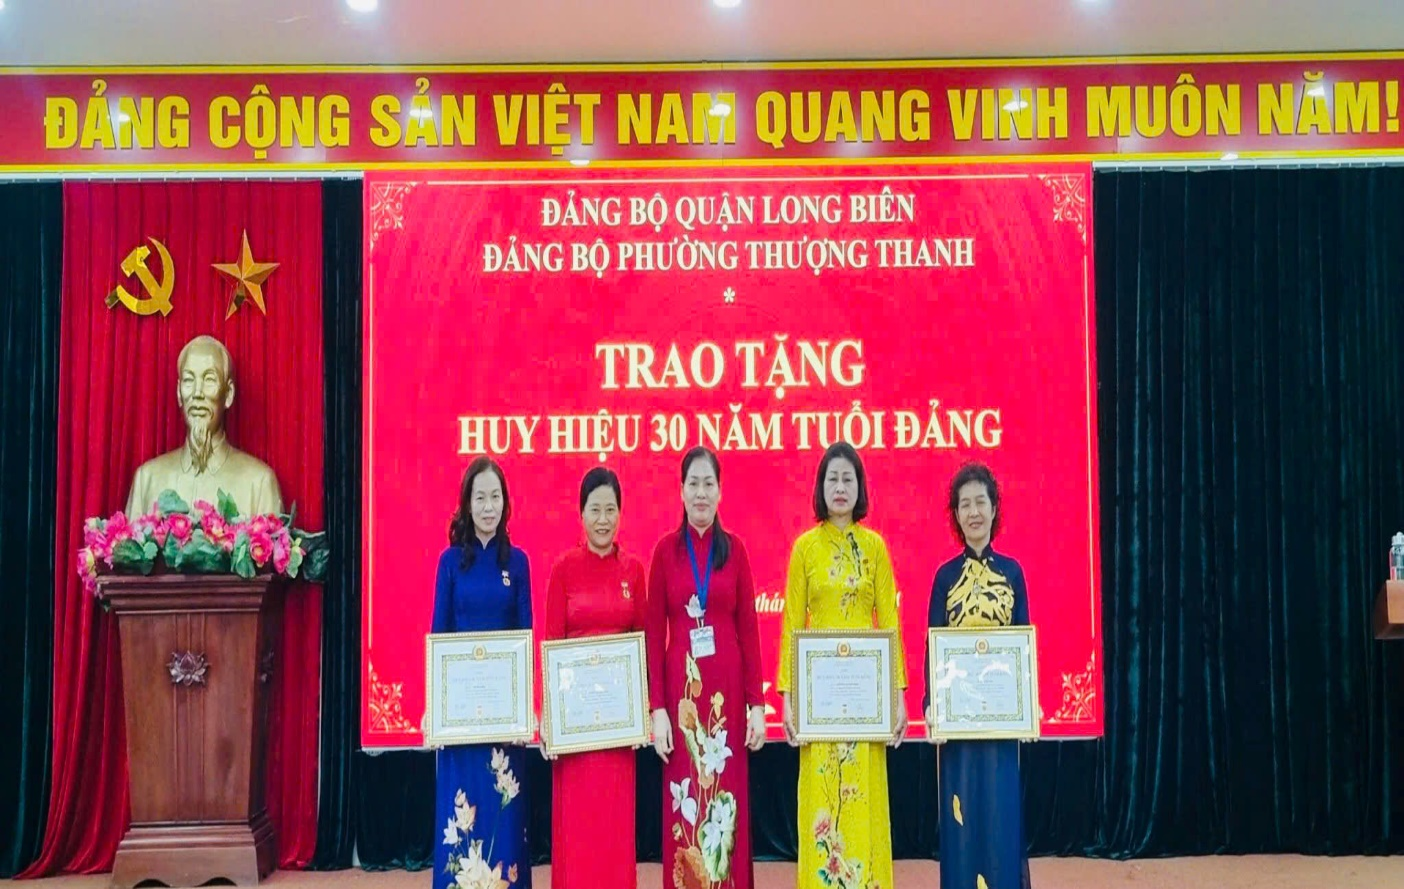 ĐẢNG CỘNG SẢN VIỆT NAM QUANG VINH MUÔN NĂM!
ĐẢNG BỘ QUẬN LONG BIÊN
ĐẢNG BỘ PHƯỜNG THƯỢNG THANH
*
TRAO TẶNG
HUY HIỆU 30 NĂM TUỔI ĐẢNG